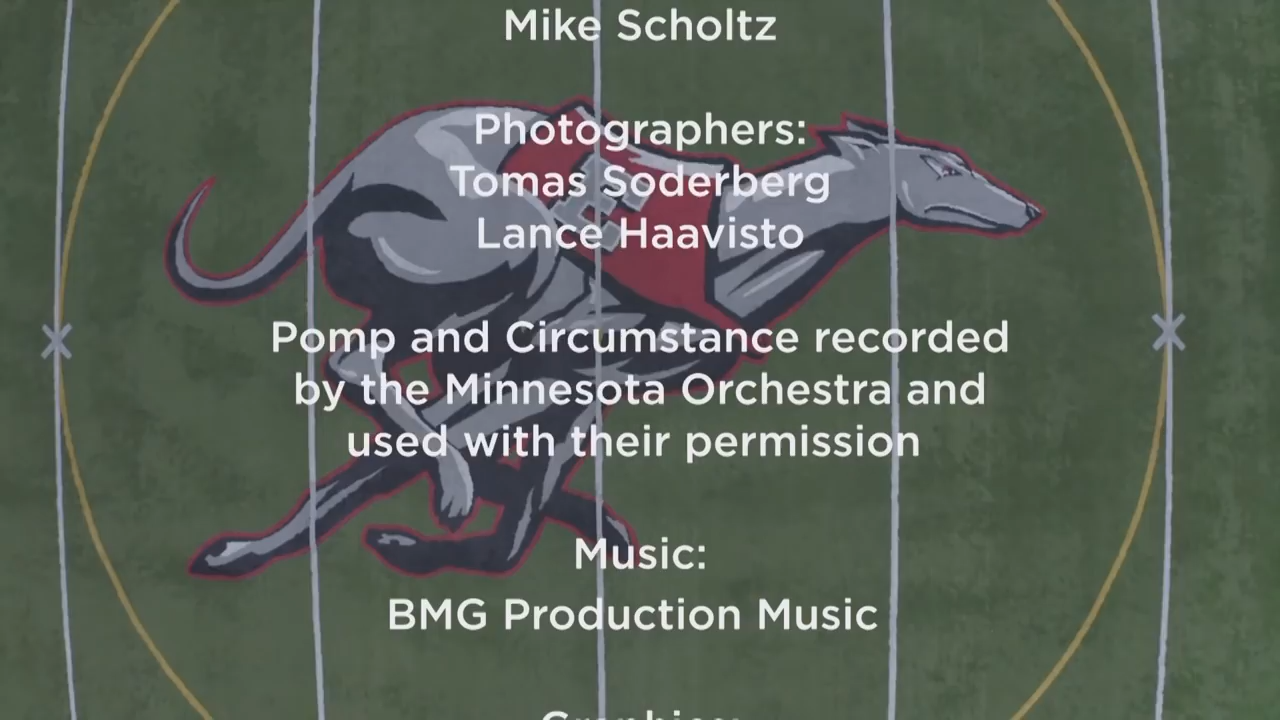 Mike Scholtz
Photographers:
Tomas Soderberg
Lance Haavisto
Pomp and Circumstance recorded
by the Minnesota Orchestra and
used with their permission
Music:
BMG Production Music
Graphics: